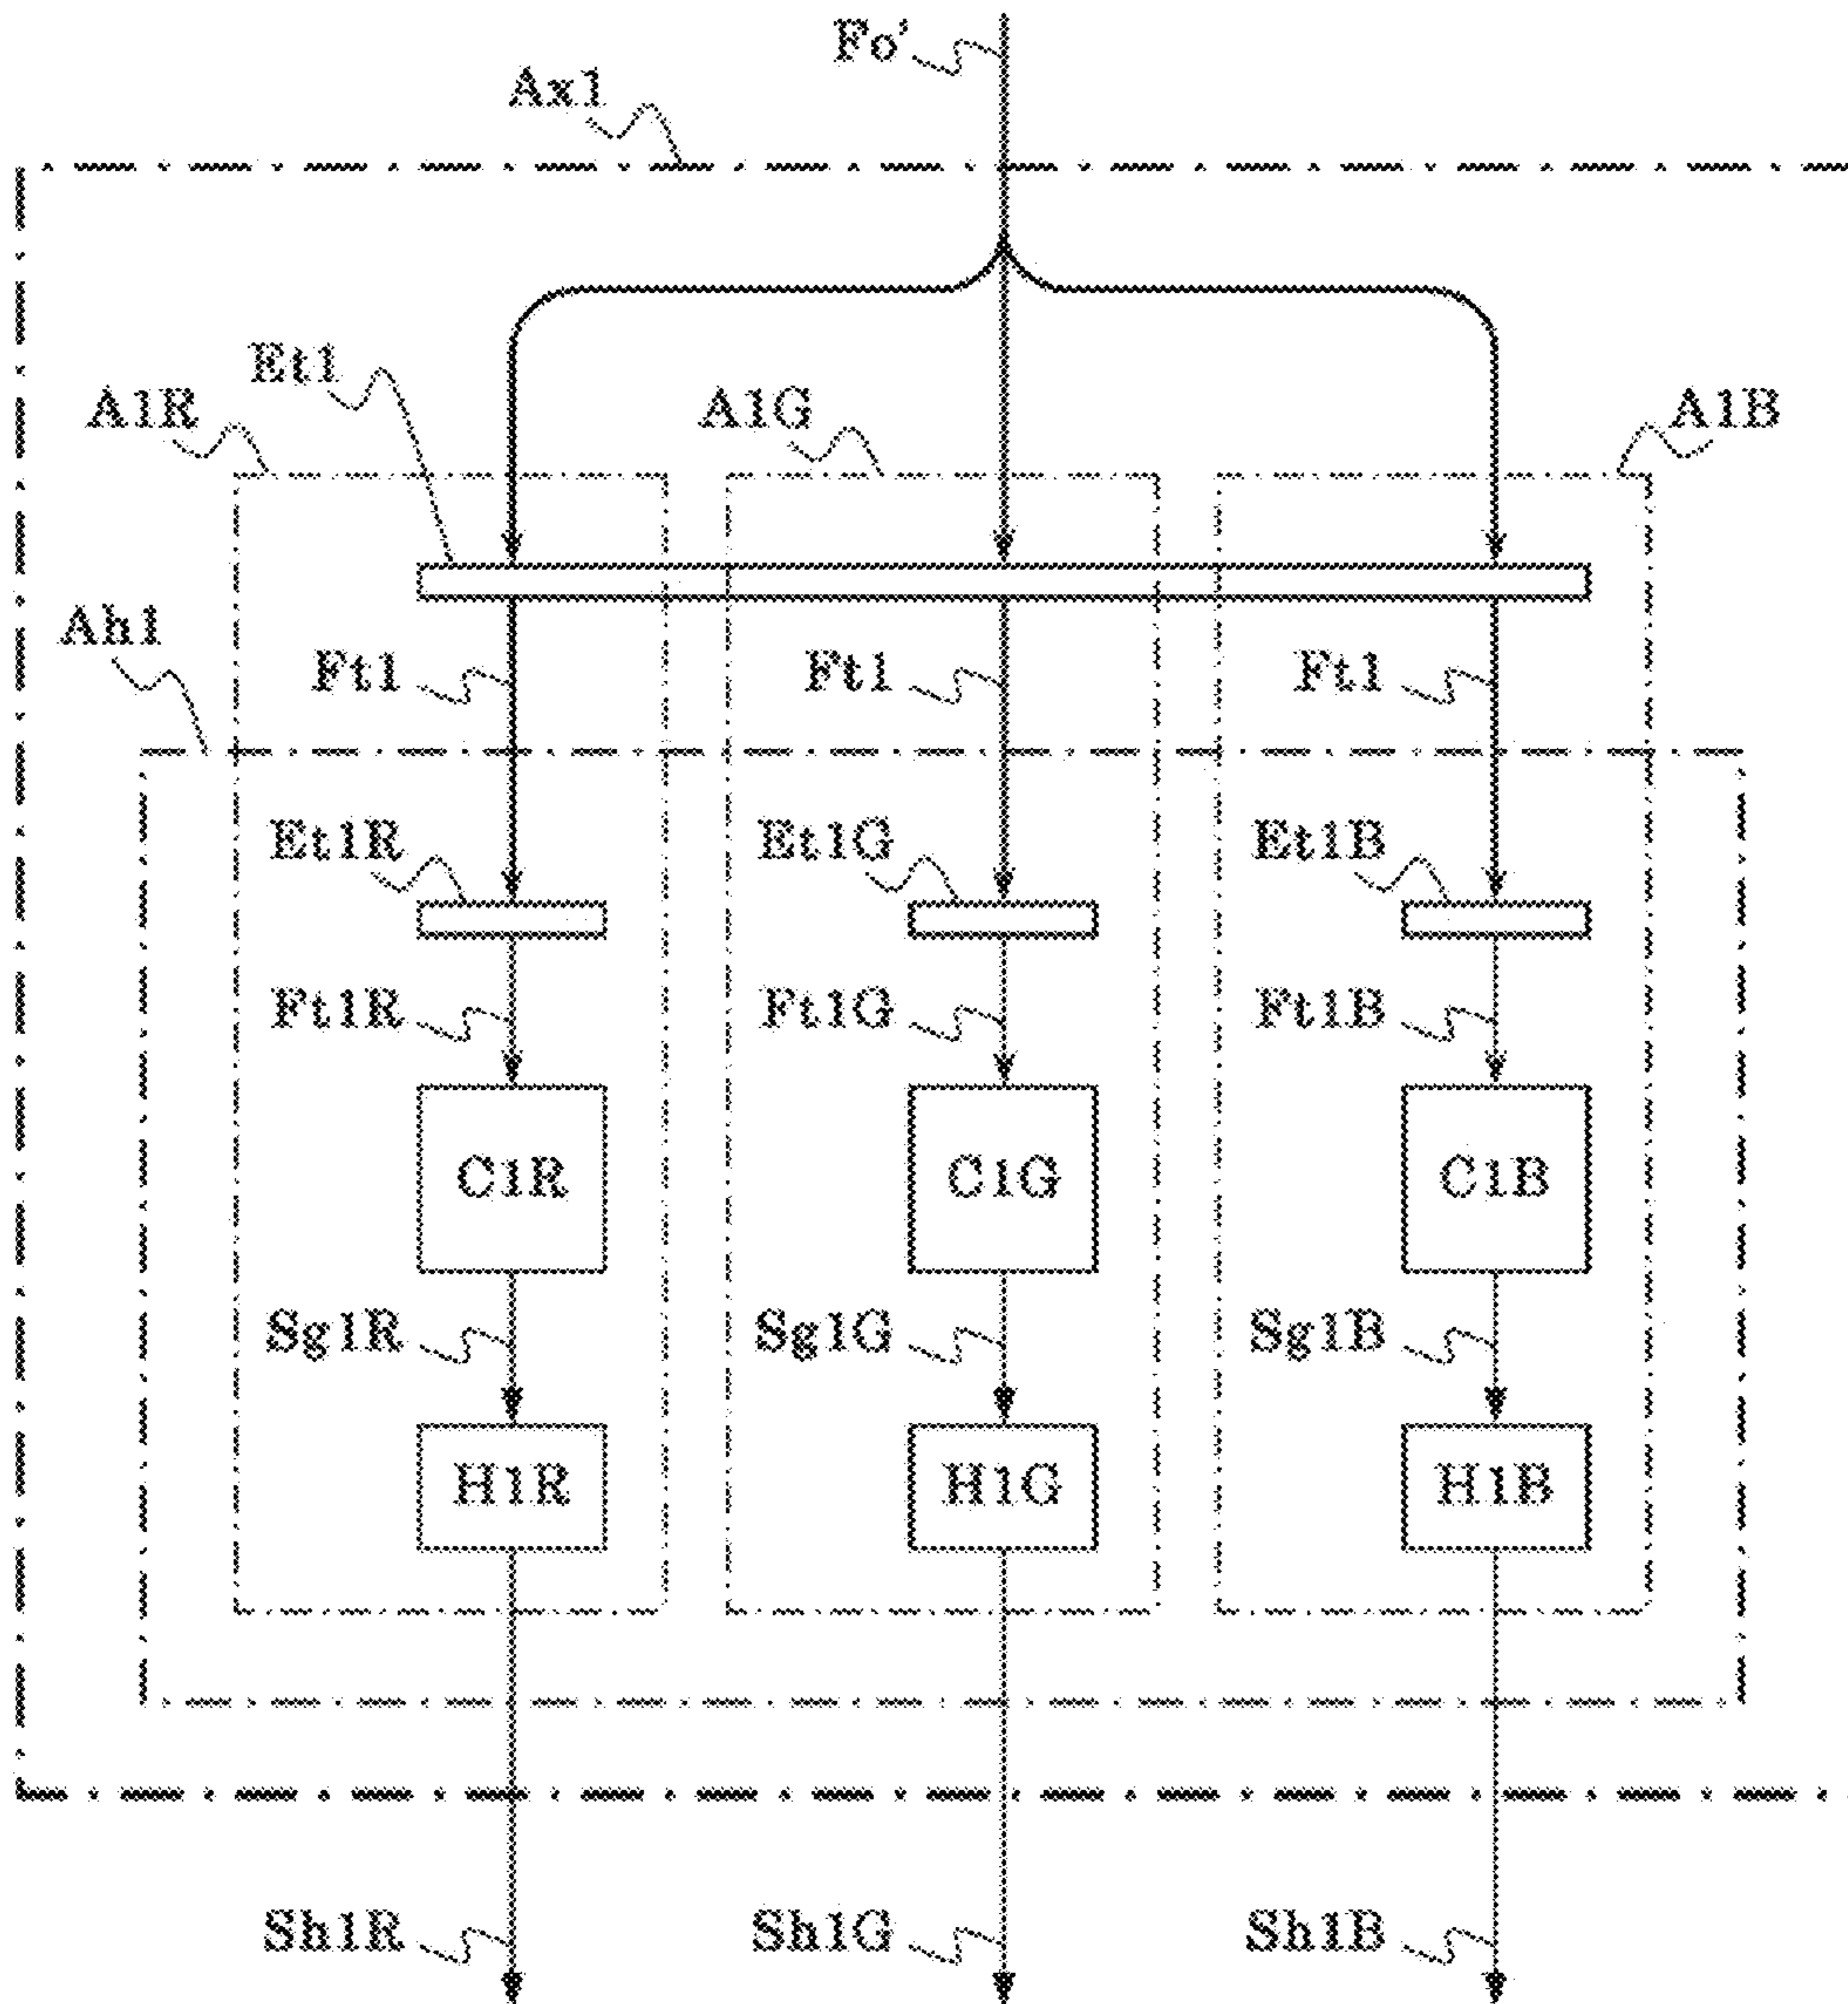 Fo'
Ax1
Et1
A1R A1G A1B
Ah1
Ft1 Ft1 Ft1
Et1R Et1G Et1B
Ft1R Ft1G Ft1B
C1R C1G C1B
Sg1R Sg1G Sg1B
H1R H1G H1B
Sh1R Sh1G Sh1B